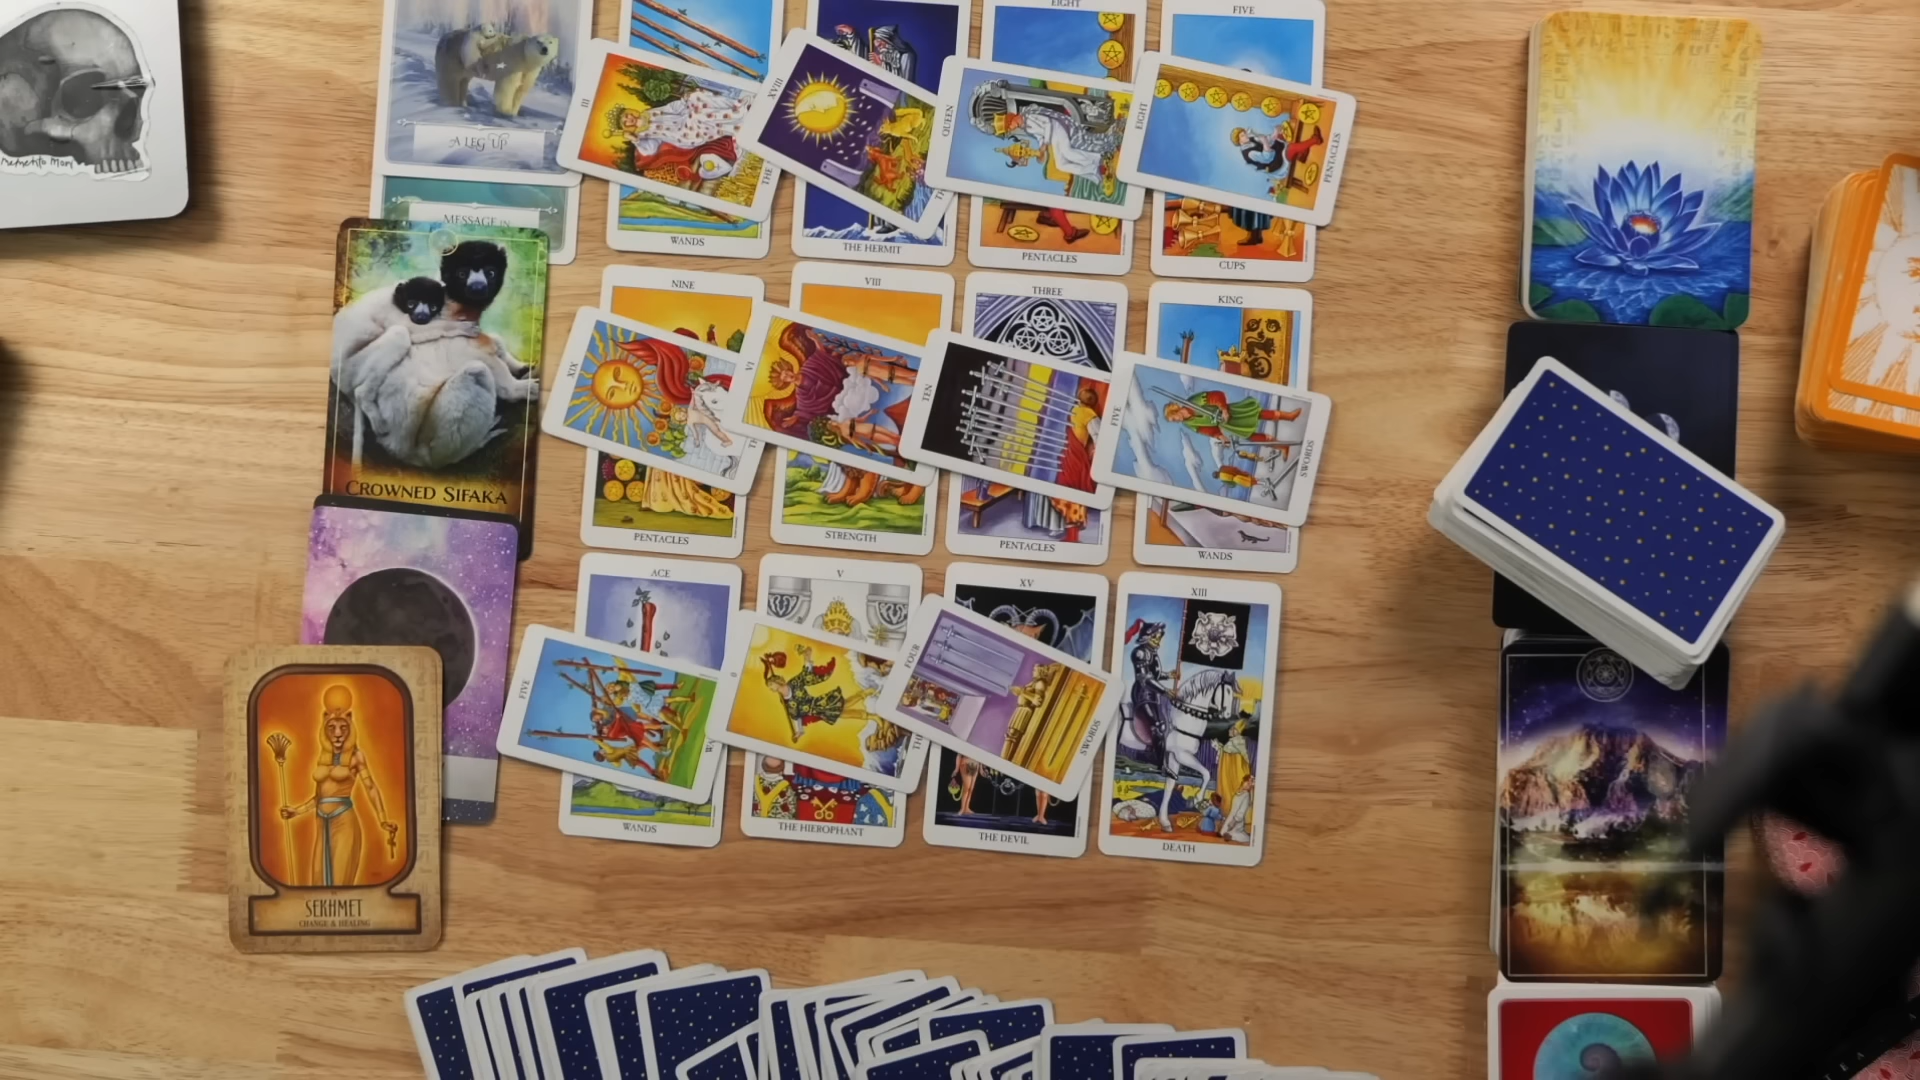 Memento Mori
A LEG UP
MESSAGE IN
CROWNED SIFAKA
SEKHMET
CHANGE & HEALING
III
WANDS
XVIII
THE HERMIT
QUEEN
EIGHT
PENTACLES
EIGHT
PENTACLES
FIVE
CUPS
NINE
XIX
PENTACLES
VIII
VI
STRENGTH
THREE
TEN
PENTACLES
KING
FIVE
SWORDS
WANDS
ACE
FIVE
WANDS
V
0
THE HIEROPHANT
XV
FOUR
SWORDS
THE DEVIL
XIII
DEATH